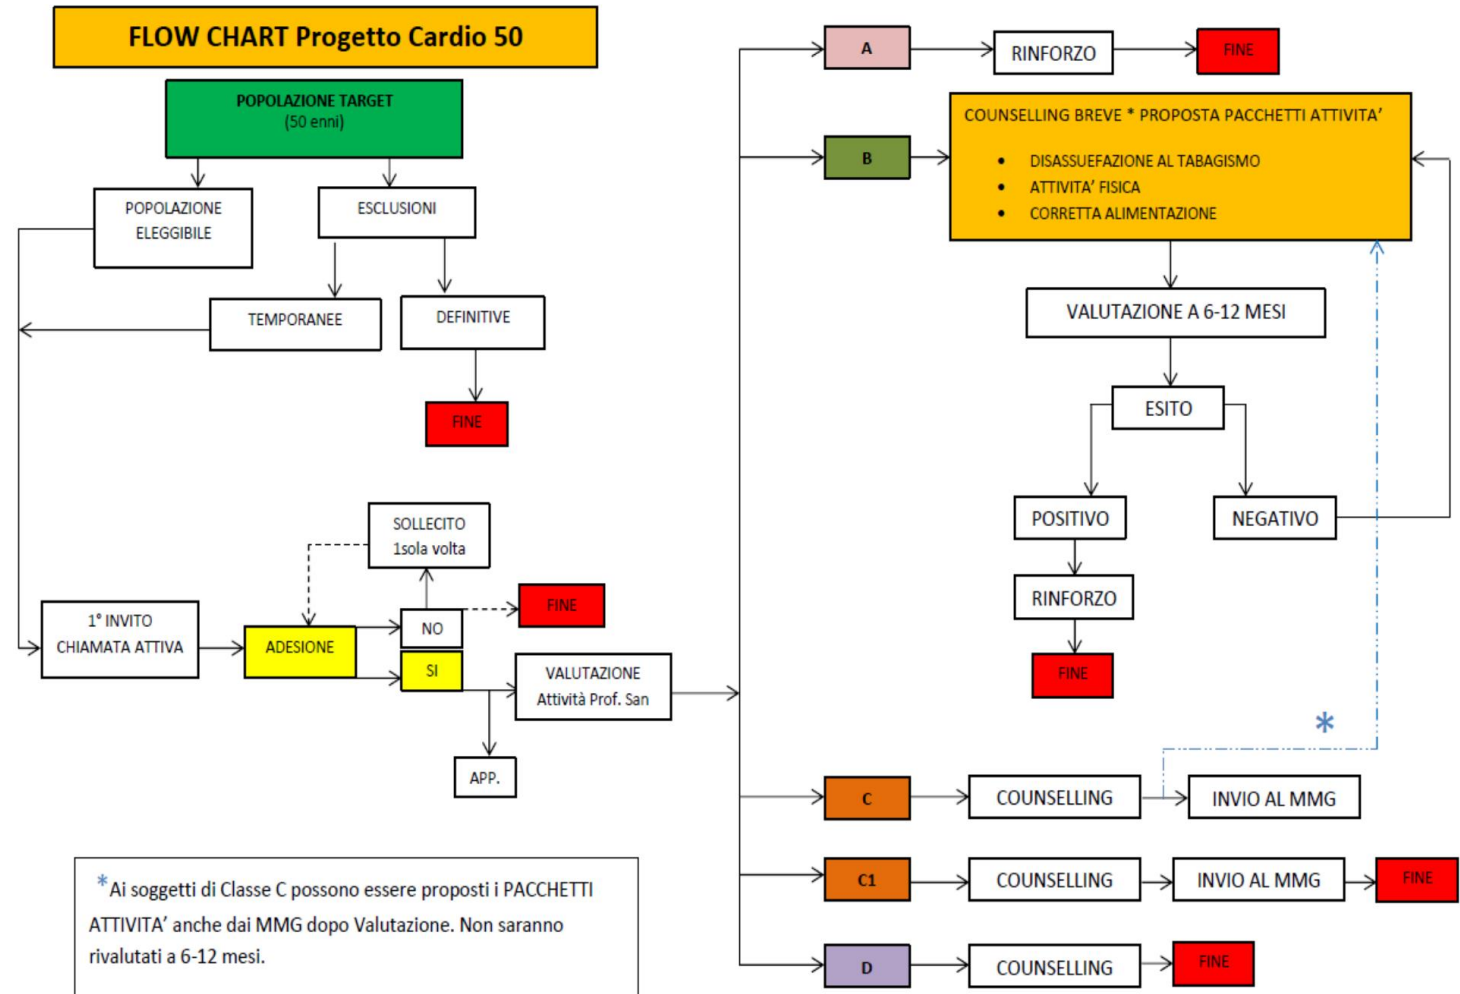 FLOW CHART Progetto Cardio 50
POPOLAZIONE TARGET
(50 enni)
POPOLAZIONE
ELEGGIBILE
ESCLUSIONI
TEMPORANEE
DEFINITIVE
FINE
SOLLECITO
1sola volta
1° INVITO
CHIAMATA ATTIVA
ADESIONE
NO
FINE
SI
VALUTAZIONE
Attività Prof. San
APP.
A
RINFORZO
FINE
B
COUNSELLING BREVE * PROPOSTA PACCHETTI ATTIVITA’
• DISASSUEFAZIONE AL TABAGISMO
• ATTIVITA’ FISICA
• CORRETTA ALIMENTAZIONE
VALUTAZIONE A 6-12 MESI
ESITO
POSITIVO
NEGATIVO
RINFORZO
FINE
*
C
COUNSELLING
INVIO AL MMG
C1
COUNSELLING
INVIO AL MMG
FINE
D
COUNSELLING
FINE
*Ai soggetti di Classe C possono essere proposti i PACCHETTI
ATTIVITA’ anche dai MMG dopo Valutazione. Non saranno
rivalutati a 6-12 mesi.